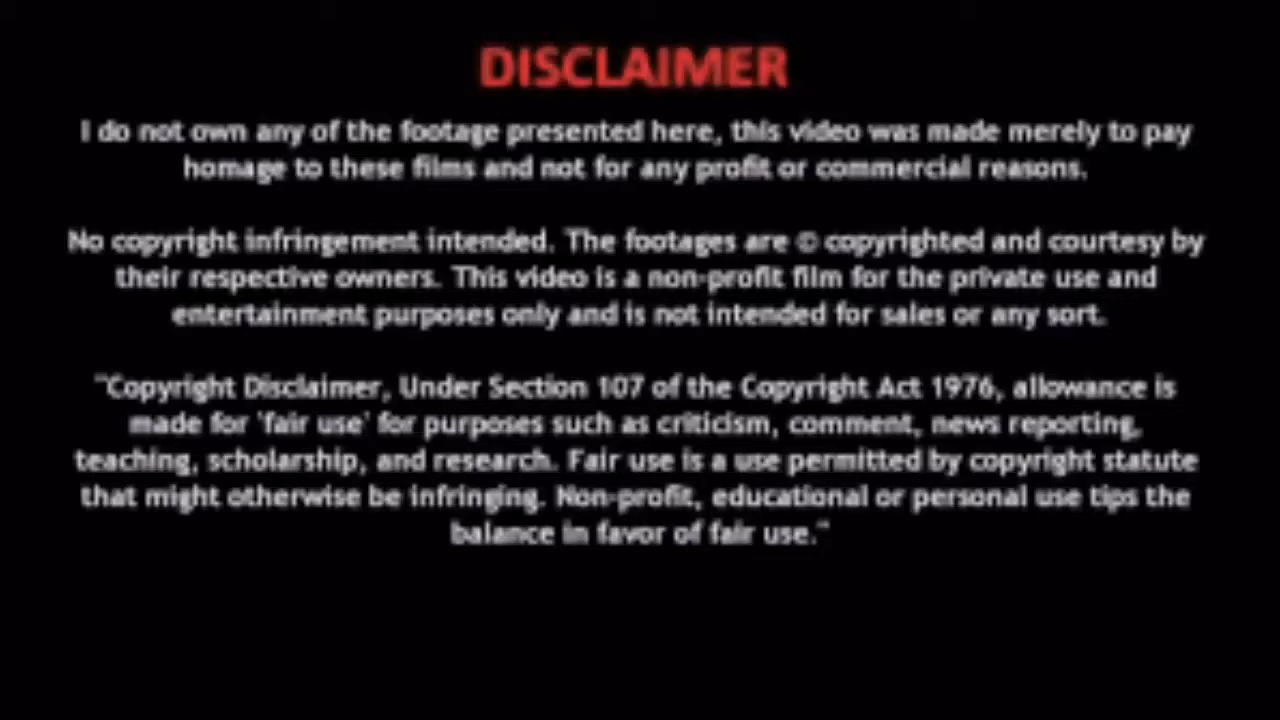 DISCLAIMER
I do not own any of the footage presented here, this video was made merely to pay
homage to these films and not for any profit or commercial reasons.
No copyright infringement intended. The footages are © copyrighted and courtesy by
their respective owners. This video is a non-profit film for the private use and
entertainment purposes only and is not intended for sales or any sort.
"Copyright Disclaimer, Under Section 107 of the Copyright Act 1976, allowance is
made for 'fair use' for purposes such as criticism, comment, news reporting,
teaching, scholarship, and research. Fair use is a use permitted by copyright statute
that might otherwise be infringing. Non-profit, educational or personal use tips the
balance in favor of fair use."